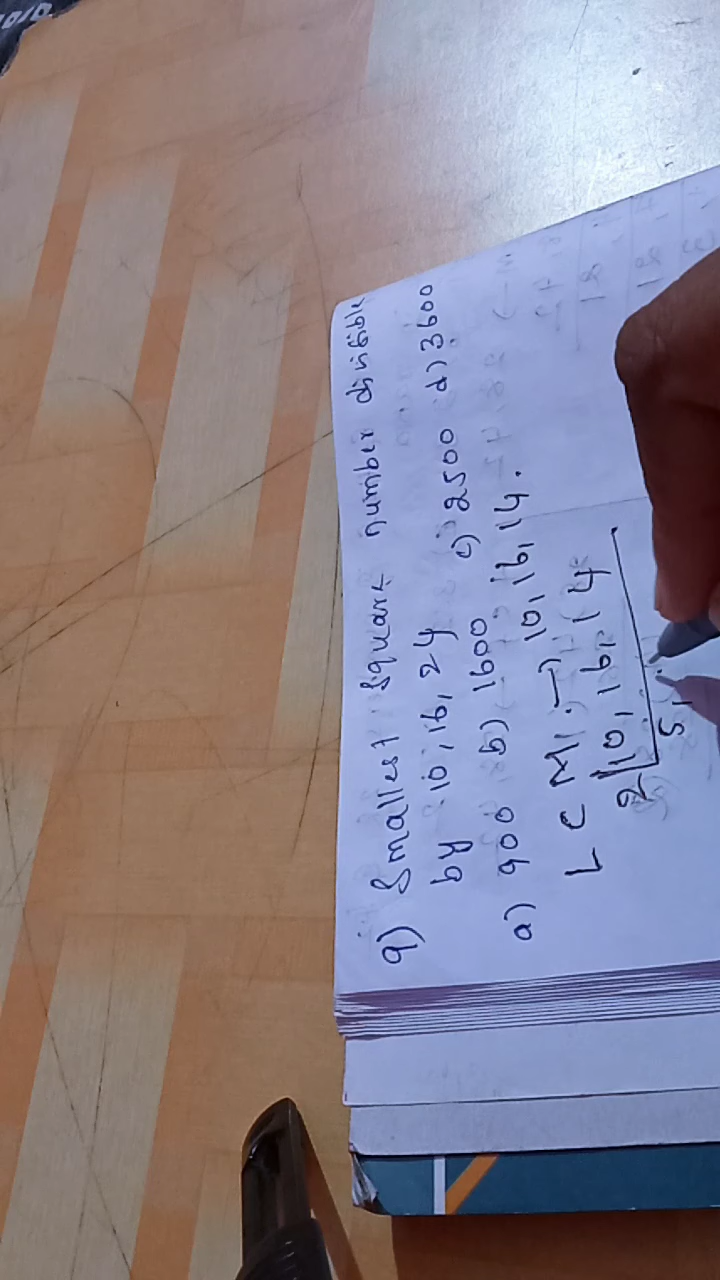 9) Smallest square number divisible
by 10, 16, 24
a) 900 b) 1600 c) 2500 d) 3600
L C M. → 10, 16, 14.
2 10, 16, 14
5,